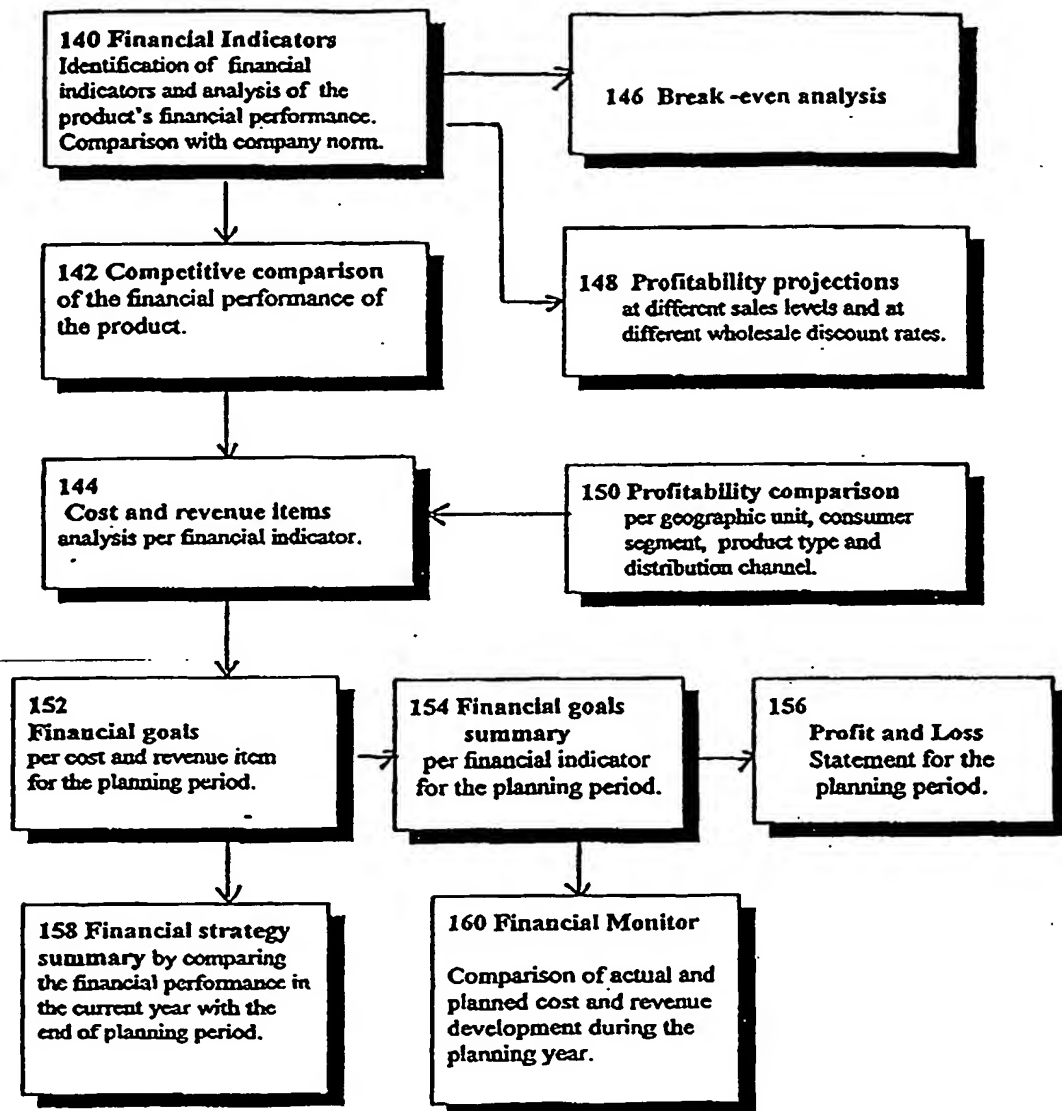 140 Financial Indicators
Identification of financial
indicators and analysis of the
product's financial performance.
Comparison with company norm.
146 Break -even analysis
142 Competitive comparison
of the financial performance of
the product.
148 Profitability projections
at different sales levels and at
different wholesale discount rates.
144
Cost and revenue items
analysis per financial indicator.
150 Profitability comparison
per geographic unit, consumer
segment, product type and
distribution channel.
152
Financial goals
per cost and revenue item
for the planning period.
154 Financial goals
summary
per financial indicator
for the planning period.
156
Profit and Loss
Statement for the
planning period.
158 Financial strategy
summary by comparing
the financial performance in
the current year with the
end of planning period.
160 Financial Monitor
Comparison of actual and
planned cost and revenue
development during the
planning year.